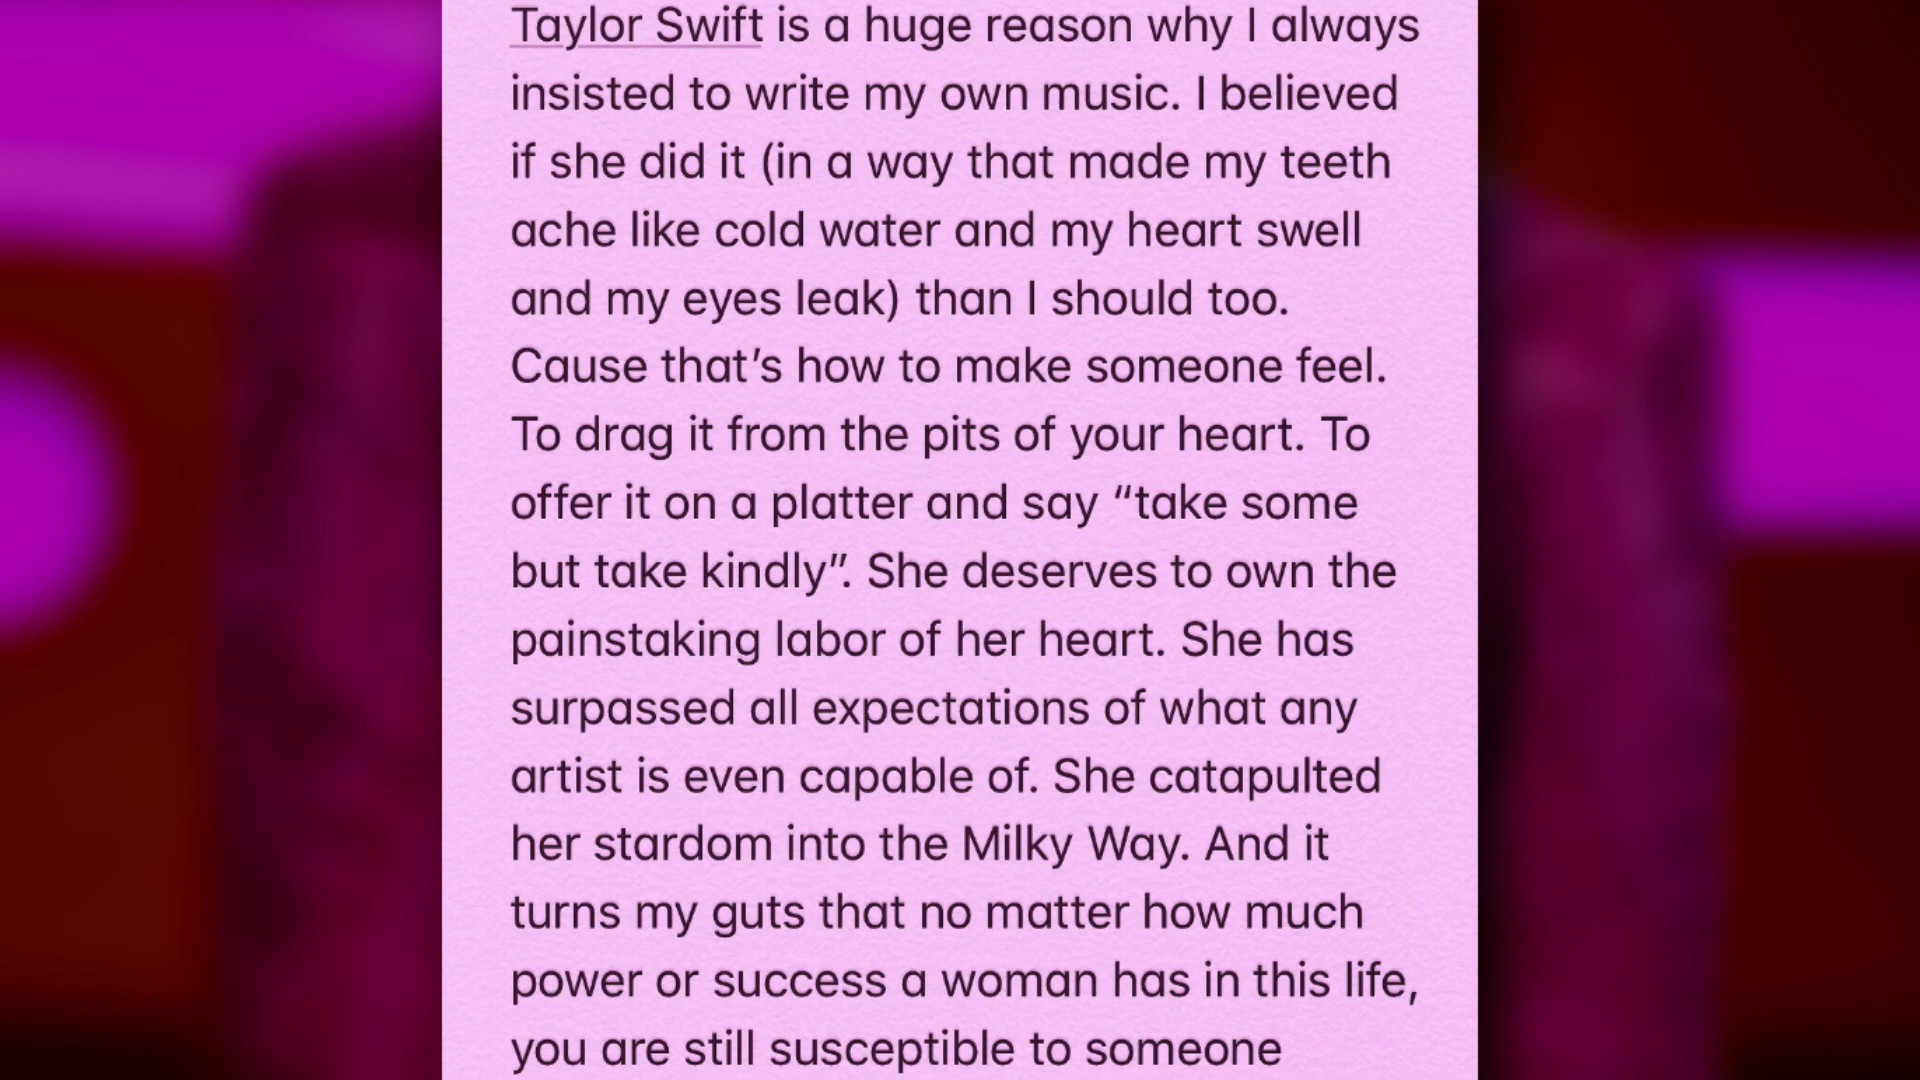 Taylor Swift is a huge reason why I always
insisted to write my own music. I believed
if she did it (in a way that made my teeth
ache like cold water and my heart swell
and my eyes leak) than I should too.
Cause that’s how to make someone feel.
To drag it from the pits of your heart. To
offer it on a platter and say “take some
but take kindly”. She deserves to own the
painstaking labor of her heart. She has
surpassed all expectations of what any
artist is even capable of. She catapulted
her stardom into the Milky Way. And it
turns my guts that no matter how much
power or success a woman has in this life,
you are still susceptible to someone